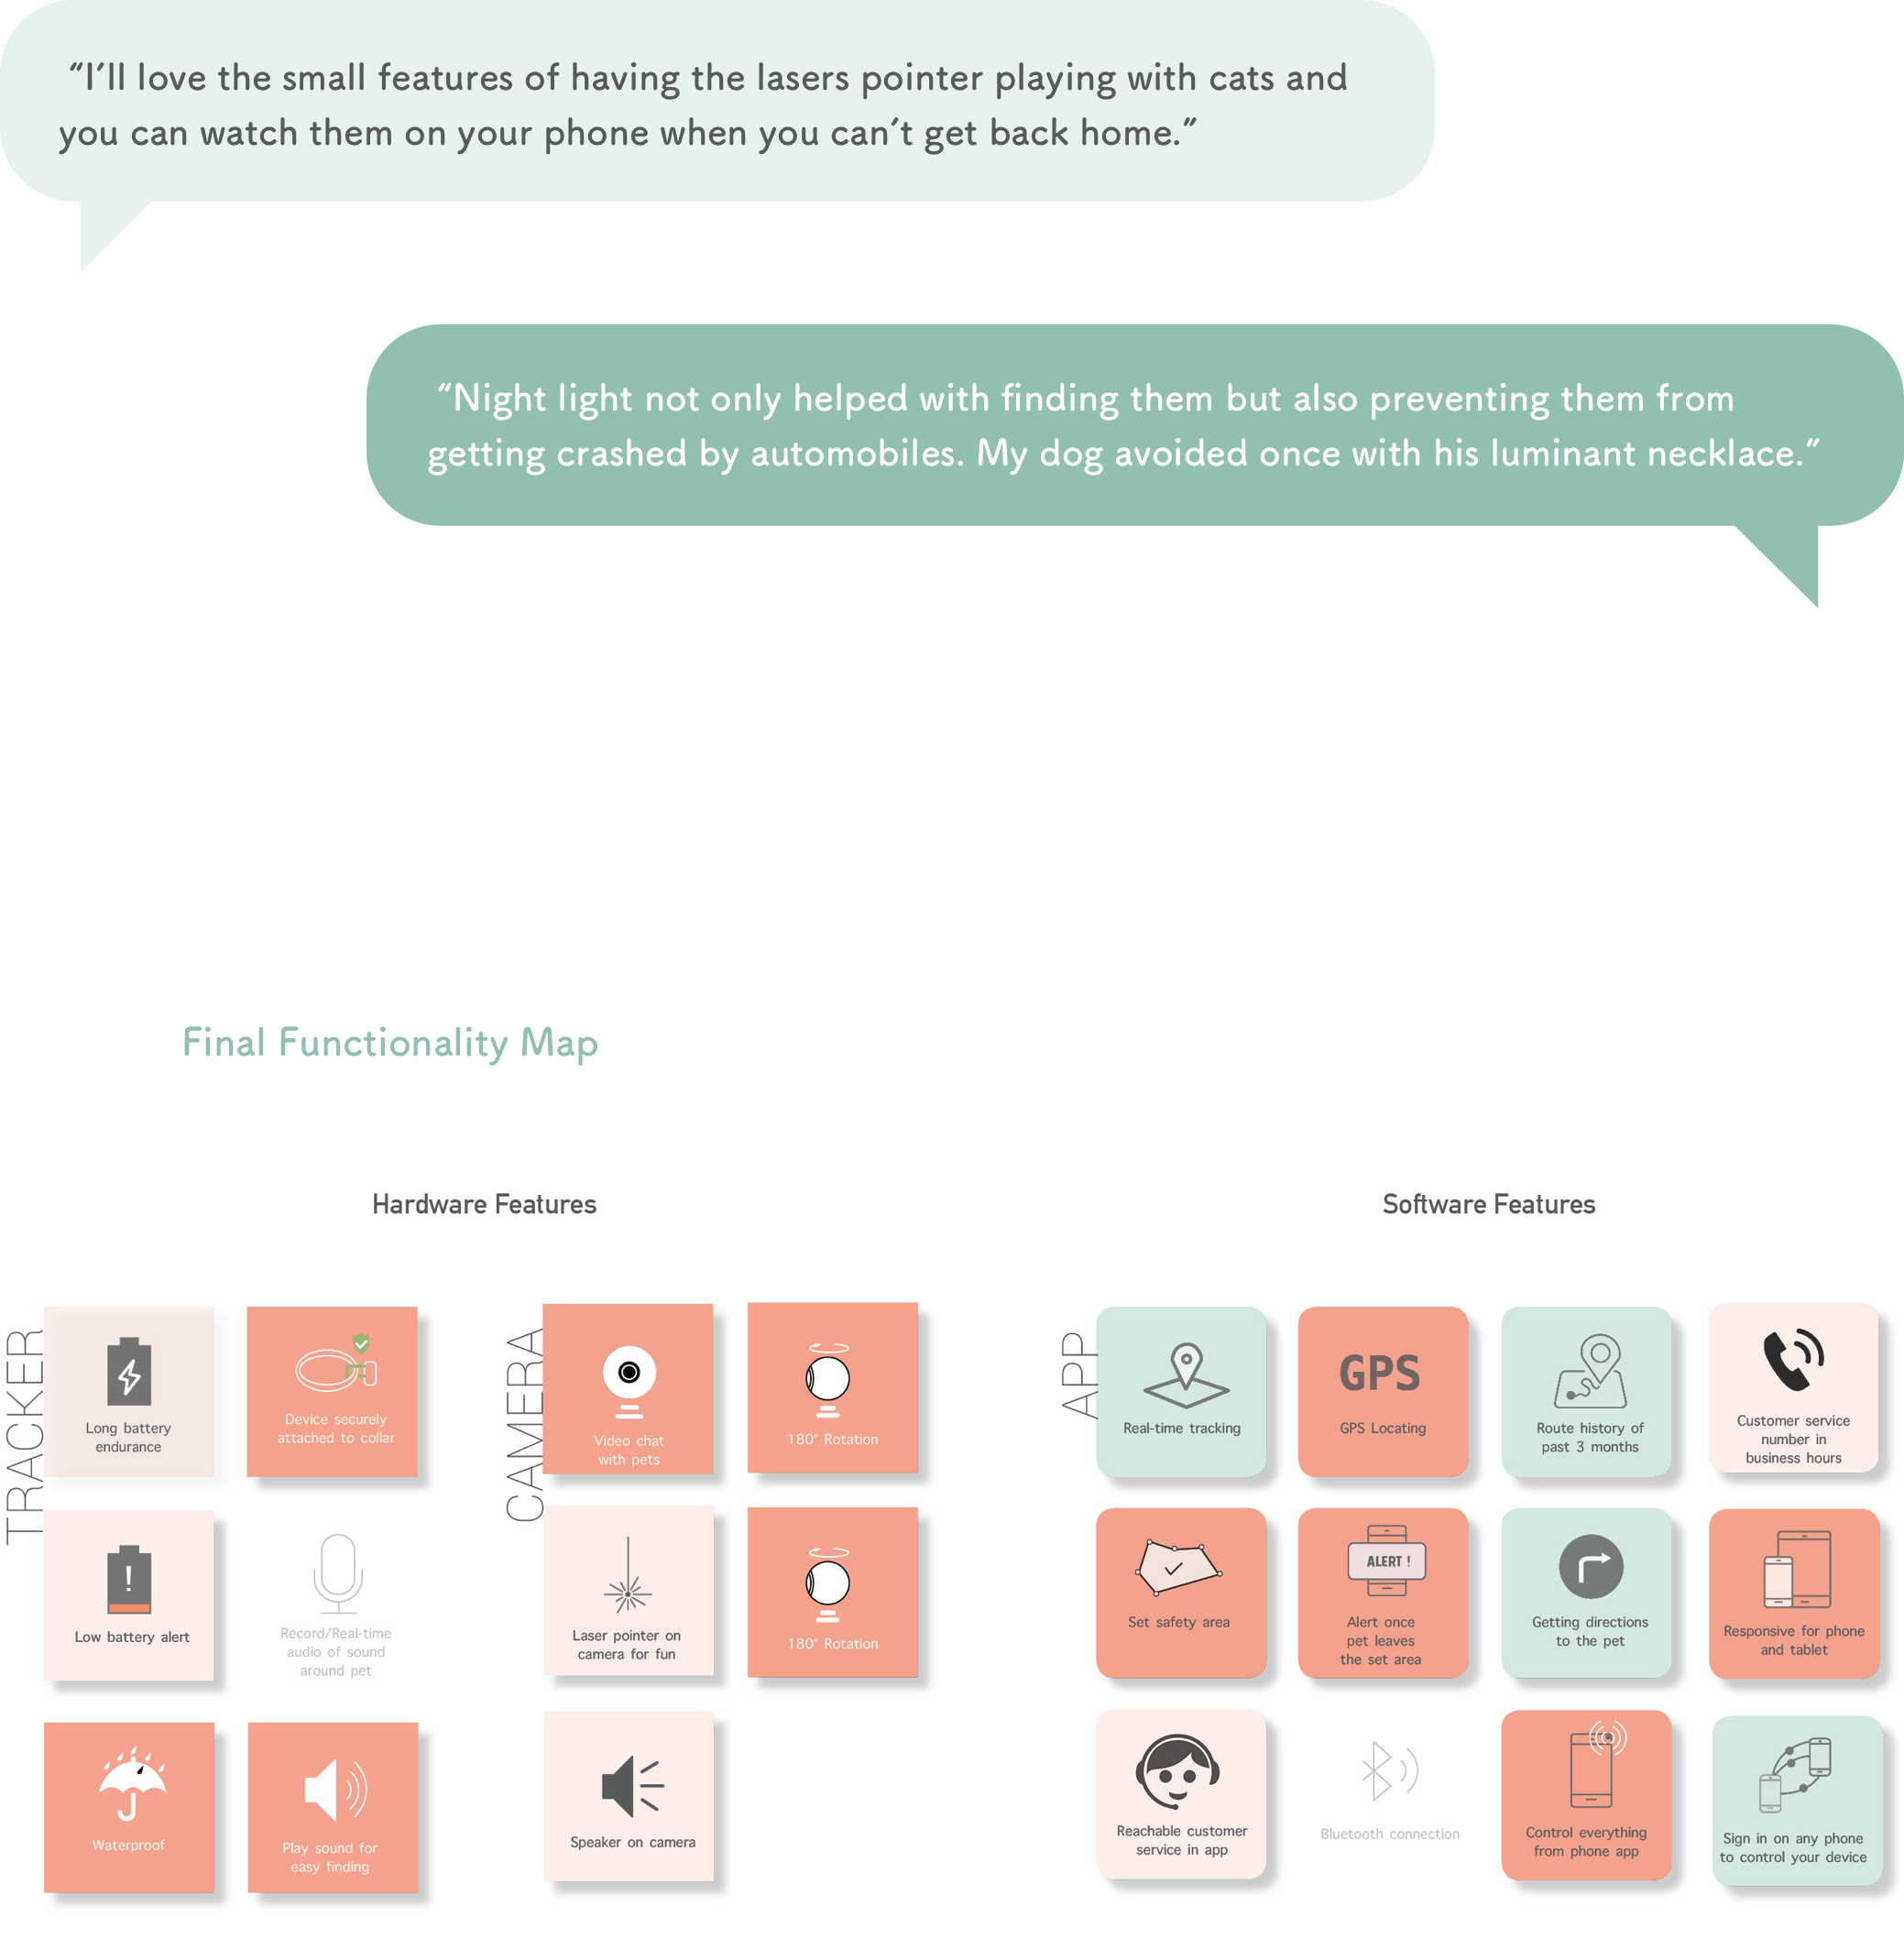 “I’ll love the small features of having the lasers pointer playing with cats and
you can watch them on your phone when you can’t get back home.”
“Night light not only helped with finding them but also preventing them from
getting crashed by automobiles. My dog avoided once with his luminant necklace.”
Final Functionality Map
Hardware Features
TRACKER
Long battery
endurance
Device securely
attached to collar
Low battery alert
Record/Real-time
audio of sound
around pet
Waterproof
Play sound for
easy finding
CAMERA
Video chat
with pets
180° Rotation
Laser pointer on
camera for fun
180° Rotation
Speaker on camera
Software Features
APP
Real-time tracking
GPS
GPS Locating
Route history of
past 3 months
Customer service
number in
business hours
Set safety area
ALERT !
Alert once
pet leaves
the set area
Getting directions
to the pet
Responsive for phone
and tablet
Reachable customer
service in app
Bluetooth connection
Control everything
from phone app
Sign in on any phone
to control your device